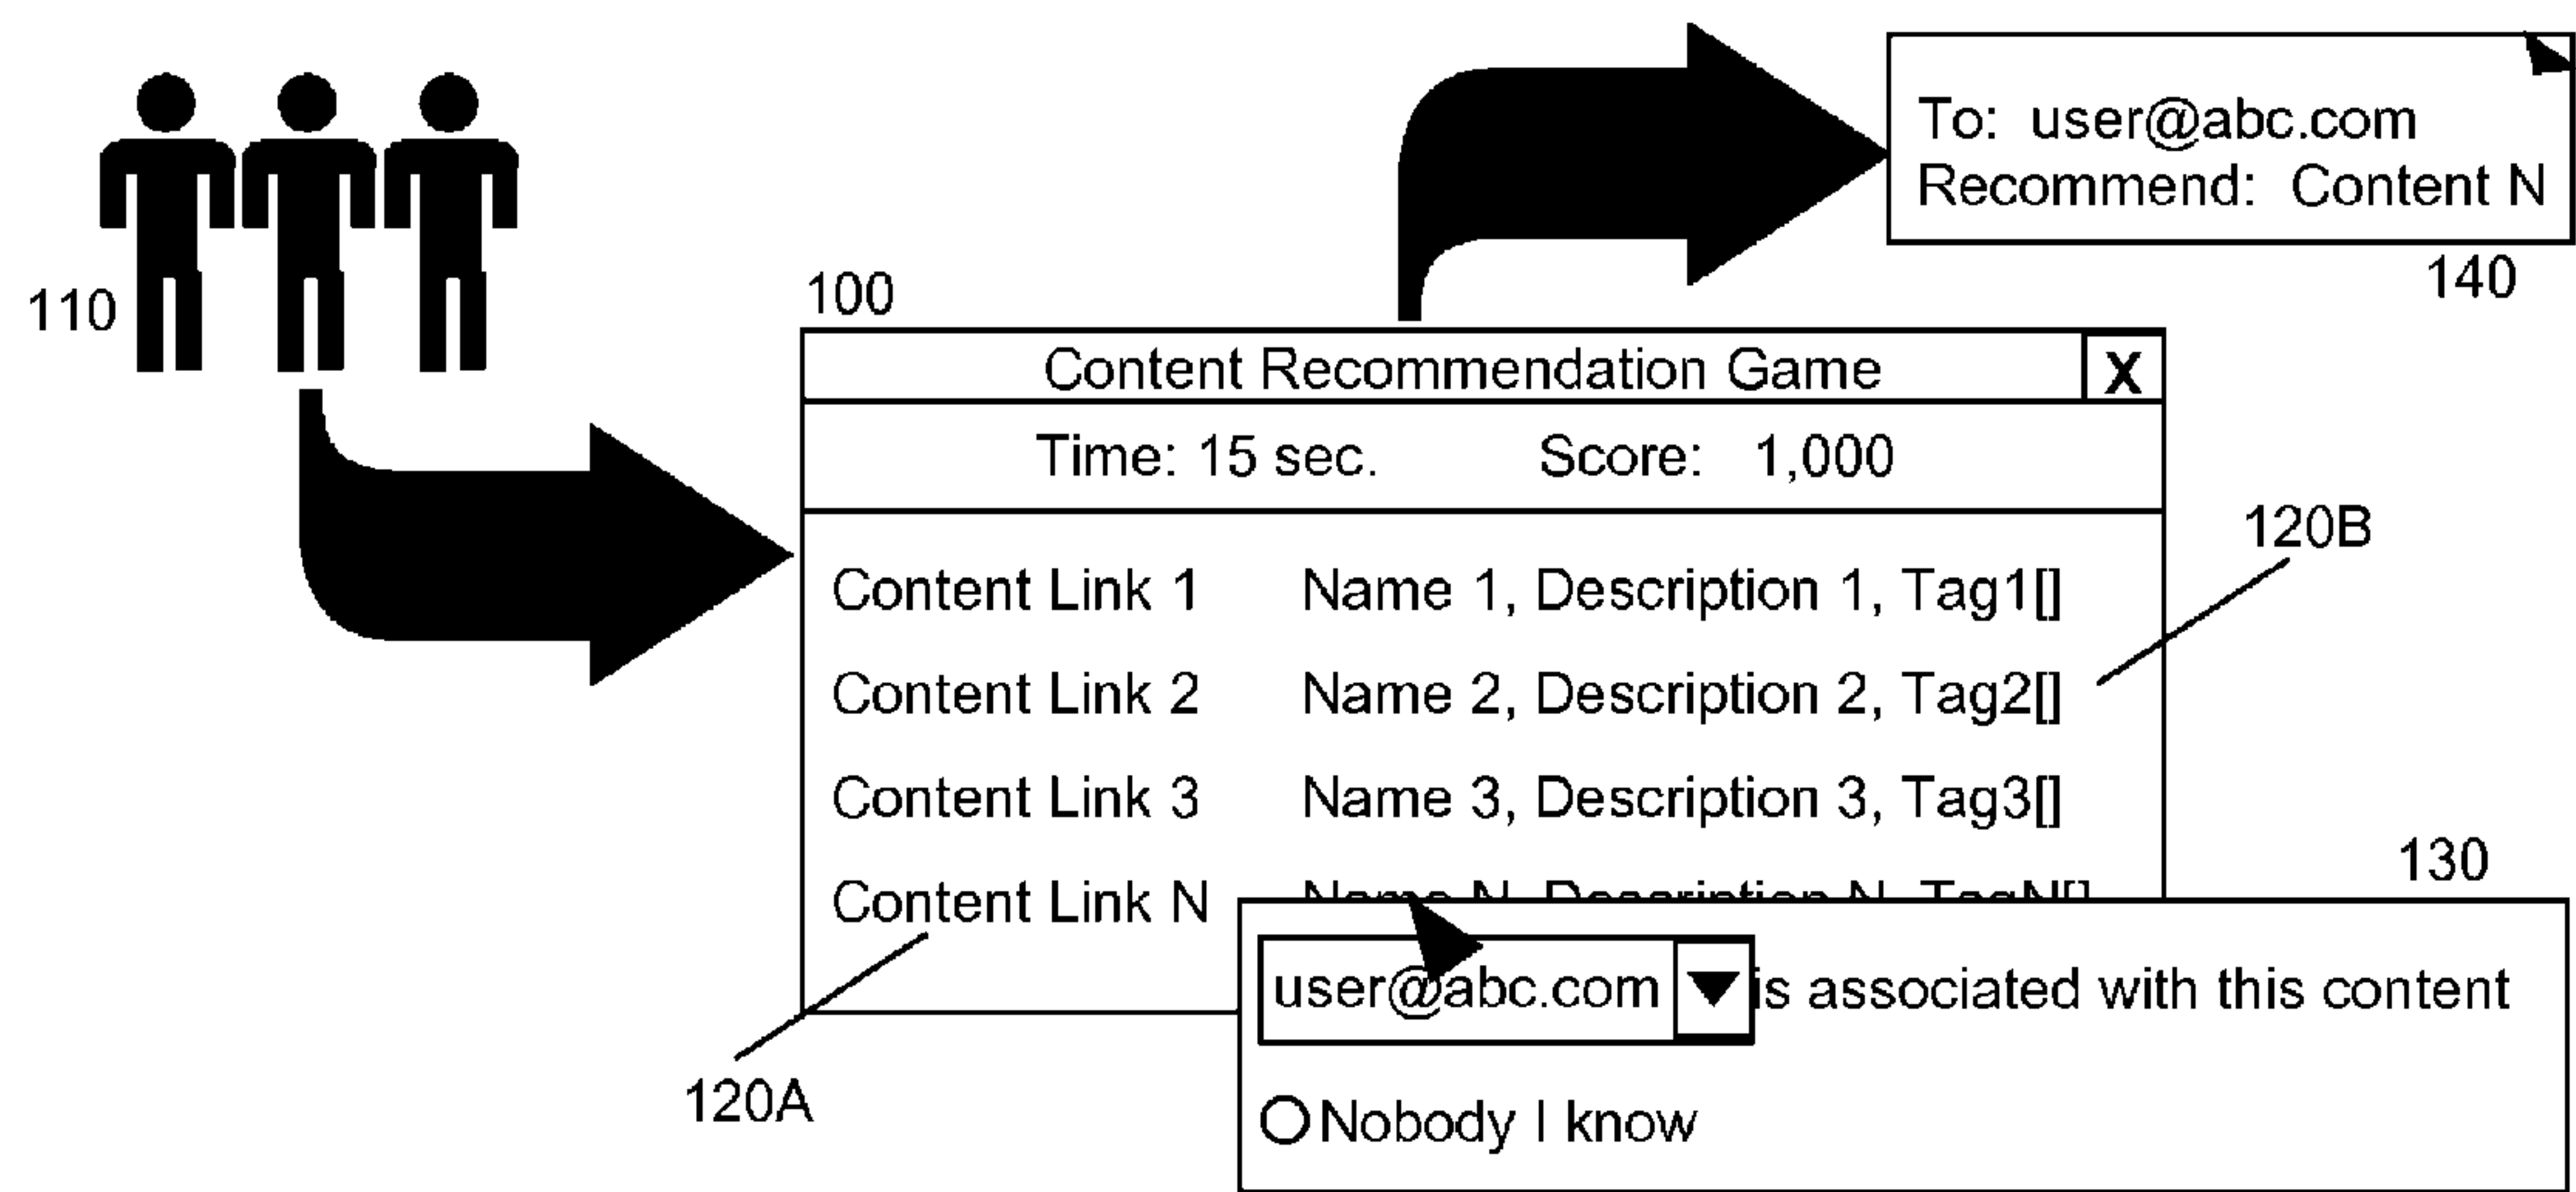 To: user@abc.com
Recommend: Content N
140
110
100
Content Recommendation Game X
Time: 15 sec. Score: 1,000
120B
Content Link 1 Name 1, Description 1, Tag1[]
Content Link 2 Name 2, Description 2, Tag2[]
Content Link 3 Name 3, Description 3, Tag3[]
130
Content Link N Name N, Description N, TagN[]
user@abc.com is associated with this content
120A
Nobody I know